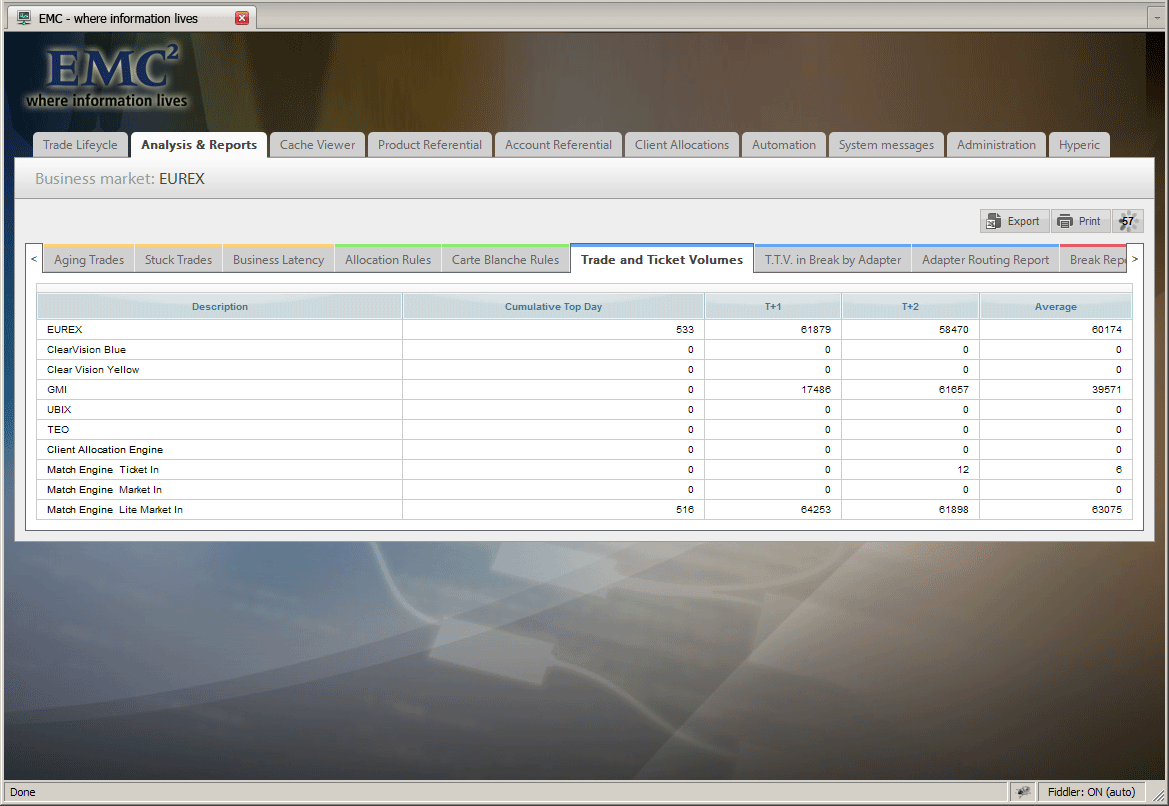 EMC - where information lives
EMC2
where information lives
Trade Lifeycle Analysis & Reports Cache Viewer Product Referential Account Referential Client Allocations Automation System messages Administration Hyperic
Business market: EUREX
Export Print 57
< Aging Trades Stuck Trades Business Latency Allocation Rules Carte Blanche Rules Trade and Ticket Volumes T.T.V. in Break by Adapter Adapter Routing Report Break Repo >
Description Cumulative Top Day T+1 T+2 Average
EUREX 533 61879 58470 60174
ClearVision Blue 0 0 0 0
Clear Vision Yellow 0 0 0 0
GMI 0 17486 61657 39571
UBIX 0 0 0 0
TEO 0 0 0 0
Client Allocation Engine 0 0 0 0
Match Engine Ticket In 0 0 12 6
Match Engine Market In 0 0 0 0
Match Engine Lite Market In 516 64253 61898 63075
Done Fiddler: ON (auto)